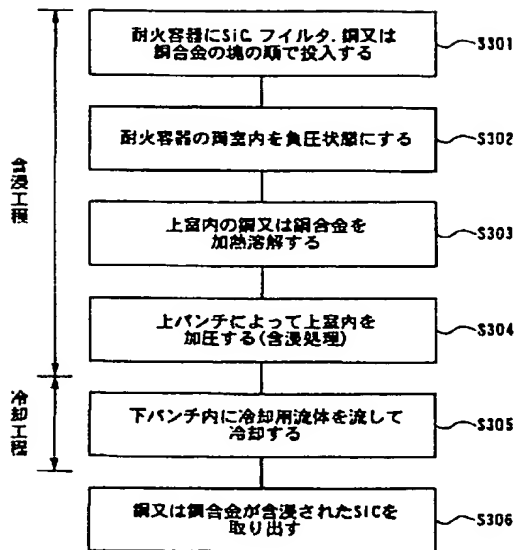 耐火容器にSiC フィルタ, 銅又は
銅合金の塊の順で投入する
S301
耐火容器の両室内を負圧状態にする
S302
含浸工程
上室内の銅又は銅合金を
加熱溶解する
S303
上パンチによって上室内を
加圧する(含浸処理)
S304
冷却工程
下パンチ内に冷却用流体を流して
冷却する
S305
銅又は銅合金が含浸されたSiCを
取り出す
S306